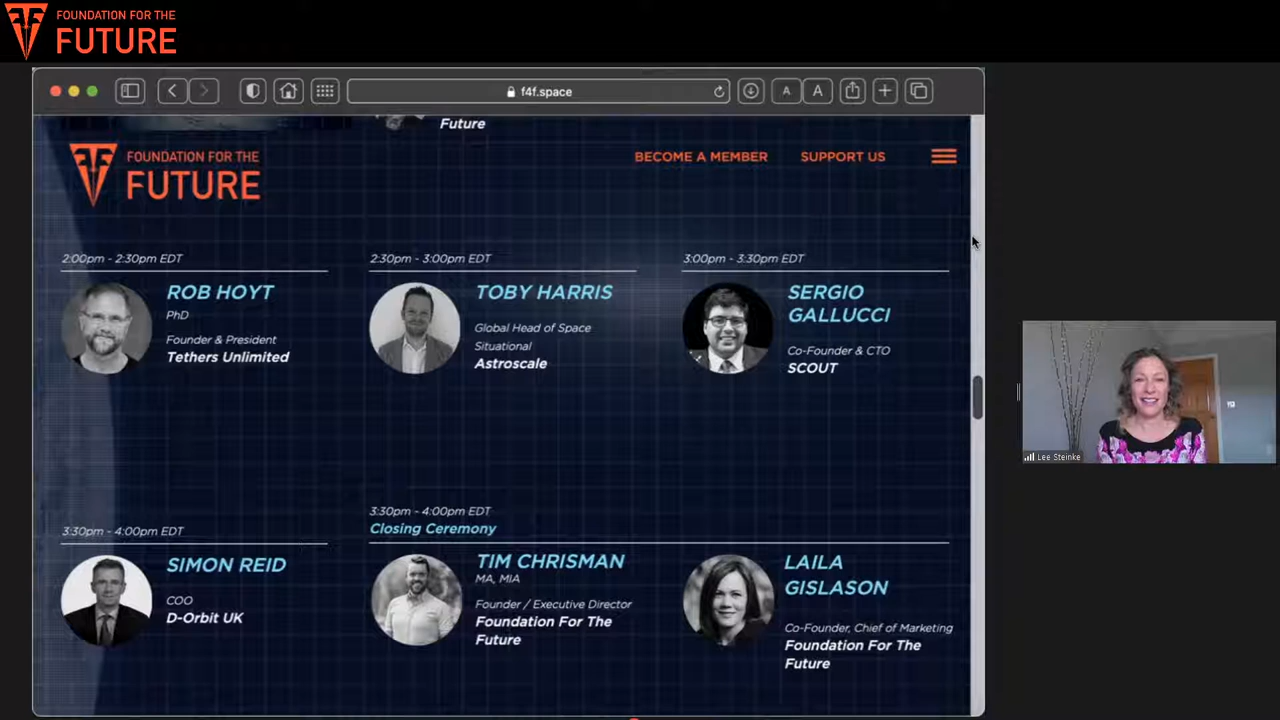 FOUNDATION FOR THE
FUTURE
f4f.space
A
A
Future
FOUNDATION FOR THE
FUTURE
BECOME A MEMBER
SUPPORT US
2:00pm - 2:30pm EDT
ROB HOYT
PhD
Founder & President
Tethers Unlimited
2:30pm - 3:00pm EDT
TOBY HARRIS
Global Head of Space
Situational
Astroscale
3:00pm - 3:30pm EDT
SERGIO
GALLUCCI
Co-Founder & CTO
SCOUT
3:30pm - 4:00pm EDT
SIMON REID
COO
D-Orbit UK
3:30pm - 4:00pm EDT
Closing Ceremony
TIM CHRISMAN
MA, MIA
Founder / Executive Director
Foundation For The
Future
LAILA
GISLASON
Co-Founder, Chief of Marketing
Foundation For The
Future
Lee Steinke